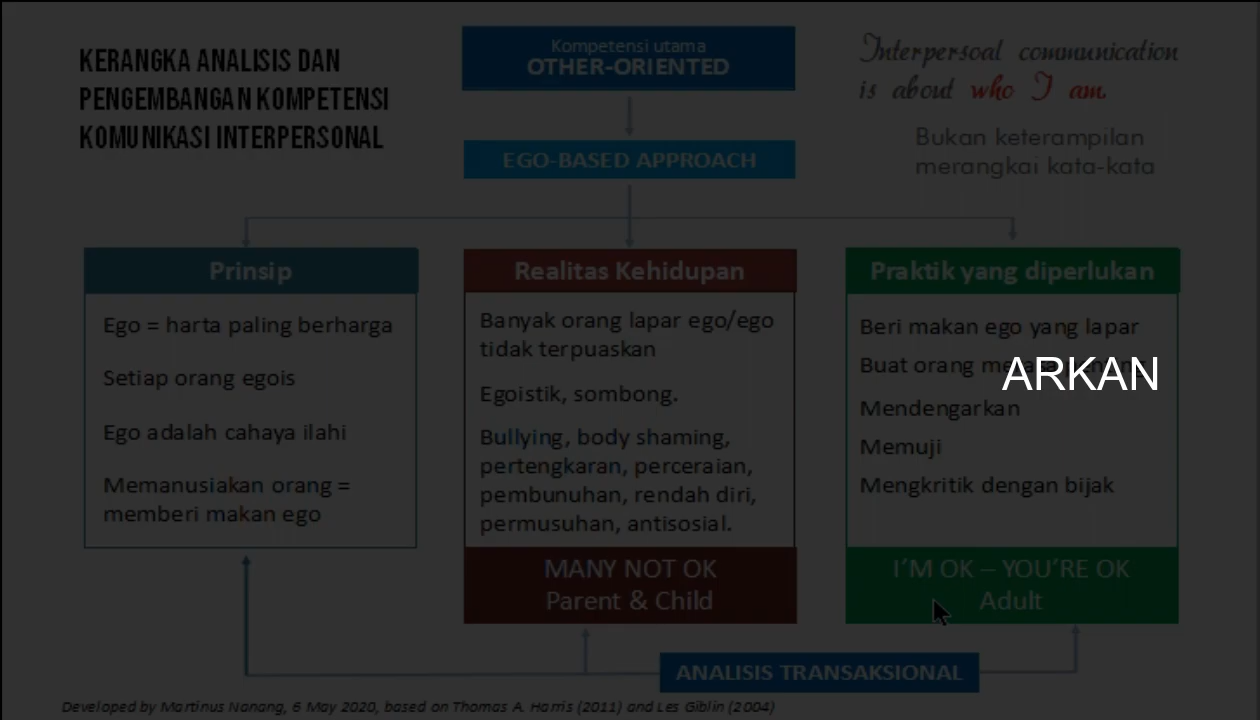 KERANGKA ANALISIS DAN
PENGEMBANGAN KOMPETENSI
KOMUNIKASI INTERPERSONAL
Kompetensi utama
OTHER-ORIENTED
Interpersoal communication
is about who I am.
Bukan keterampilan
merangkai kata-kata
EGO-BASED APPROACH
Prinsip
Ego = harta paling berharga
Setiap orang egois
Ego adalah cahaya ilahi
Memanusiakan orang =
memberi makan ego
Realitas Kehidupan
Banyak orang lapar ego/ego
tidak terpuaskan
Egoistik, sombong.
Bullying, body shaming,
pertengkaran, perceraian,
pembunuhan, rendah diri,
permusuhan, antisosial.
MANY NOT OK
Parent & Child
Praktik yang diperlukan
Beri makan ego yang lapar
Buat orang
ARKAN
Mendengarkan
Memuji
Mengkritik dengan bijak
I'M OK – YOU'RE OK
Adult
ANALISIS TRANSAKSIONAL
Developed by Martinus Nanang, 6 May 2020, based on Thomas A. Harris (2011) and Les Giblin (2004)